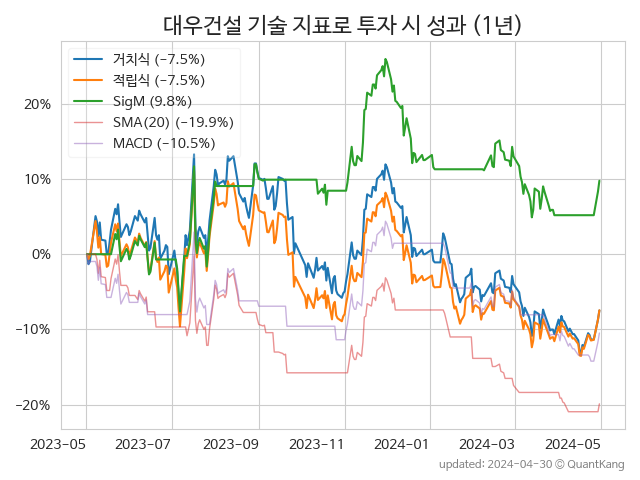 대우건설 기술 지표로 투자 시 성과 (1년)
거치식 (−7.5%)
적립식 (−7.5%)
SigM (9.8%)
SMA(20) (−19.9%)
MACD (−10.5%)
20%
10%
0%
−10%
−20%
2023-05 2023-07 2023-09 2023-11 2024-01 2024-03 2024-05
updated: 2024-04-30 © QuantKang